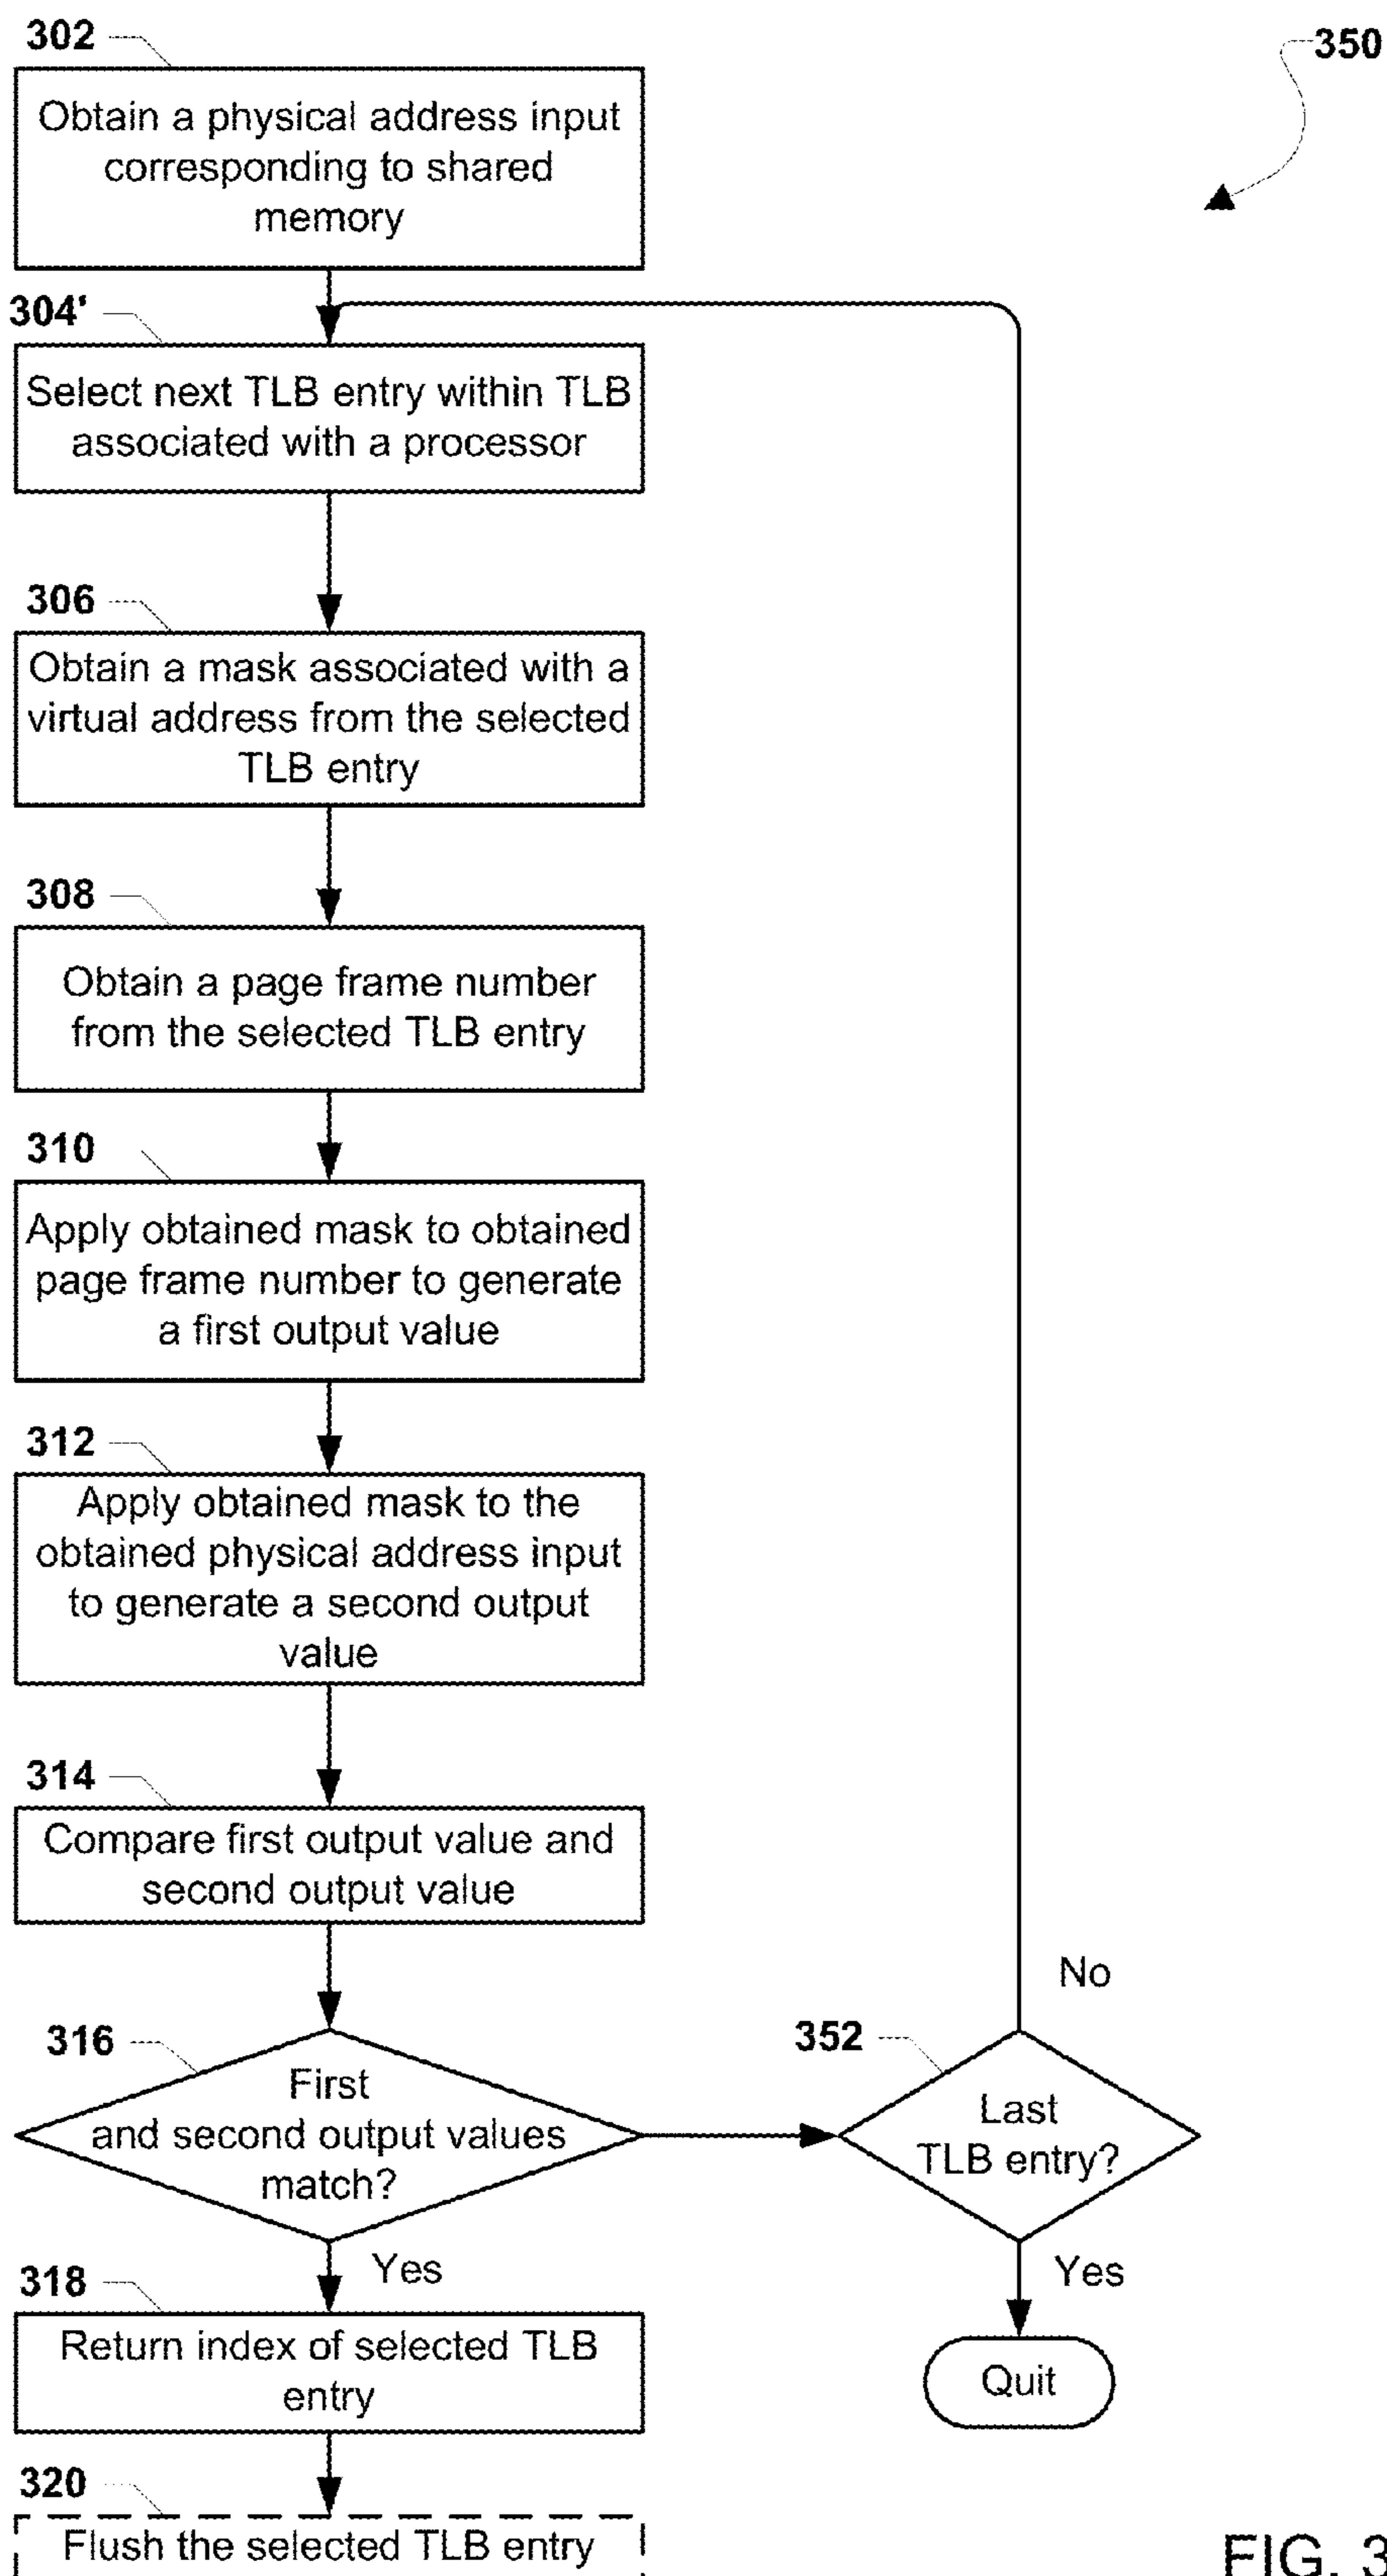 302
350
Obtain a physical address input
corresponding to shared
memory
304'
Select next TLB entry within TLB
associated with a processor
306
Obtain a mask associated with a
virtual address from the selected
TLB entry
308
Obtain a page frame number
from the selected TLB entry
310
Apply obtained mask to obtained
page frame number to generate
a first output value
312
Apply obtained mask to the
obtained physical address input
to generate a second output
value
314
Compare first output value and
second output value
No
316
352
First
and second output values
match?
Last
TLB entry?
Yes
Yes
318
Return index of selected TLB
entry
Quit
320
Flush the selected TLB entry
FIG. 3